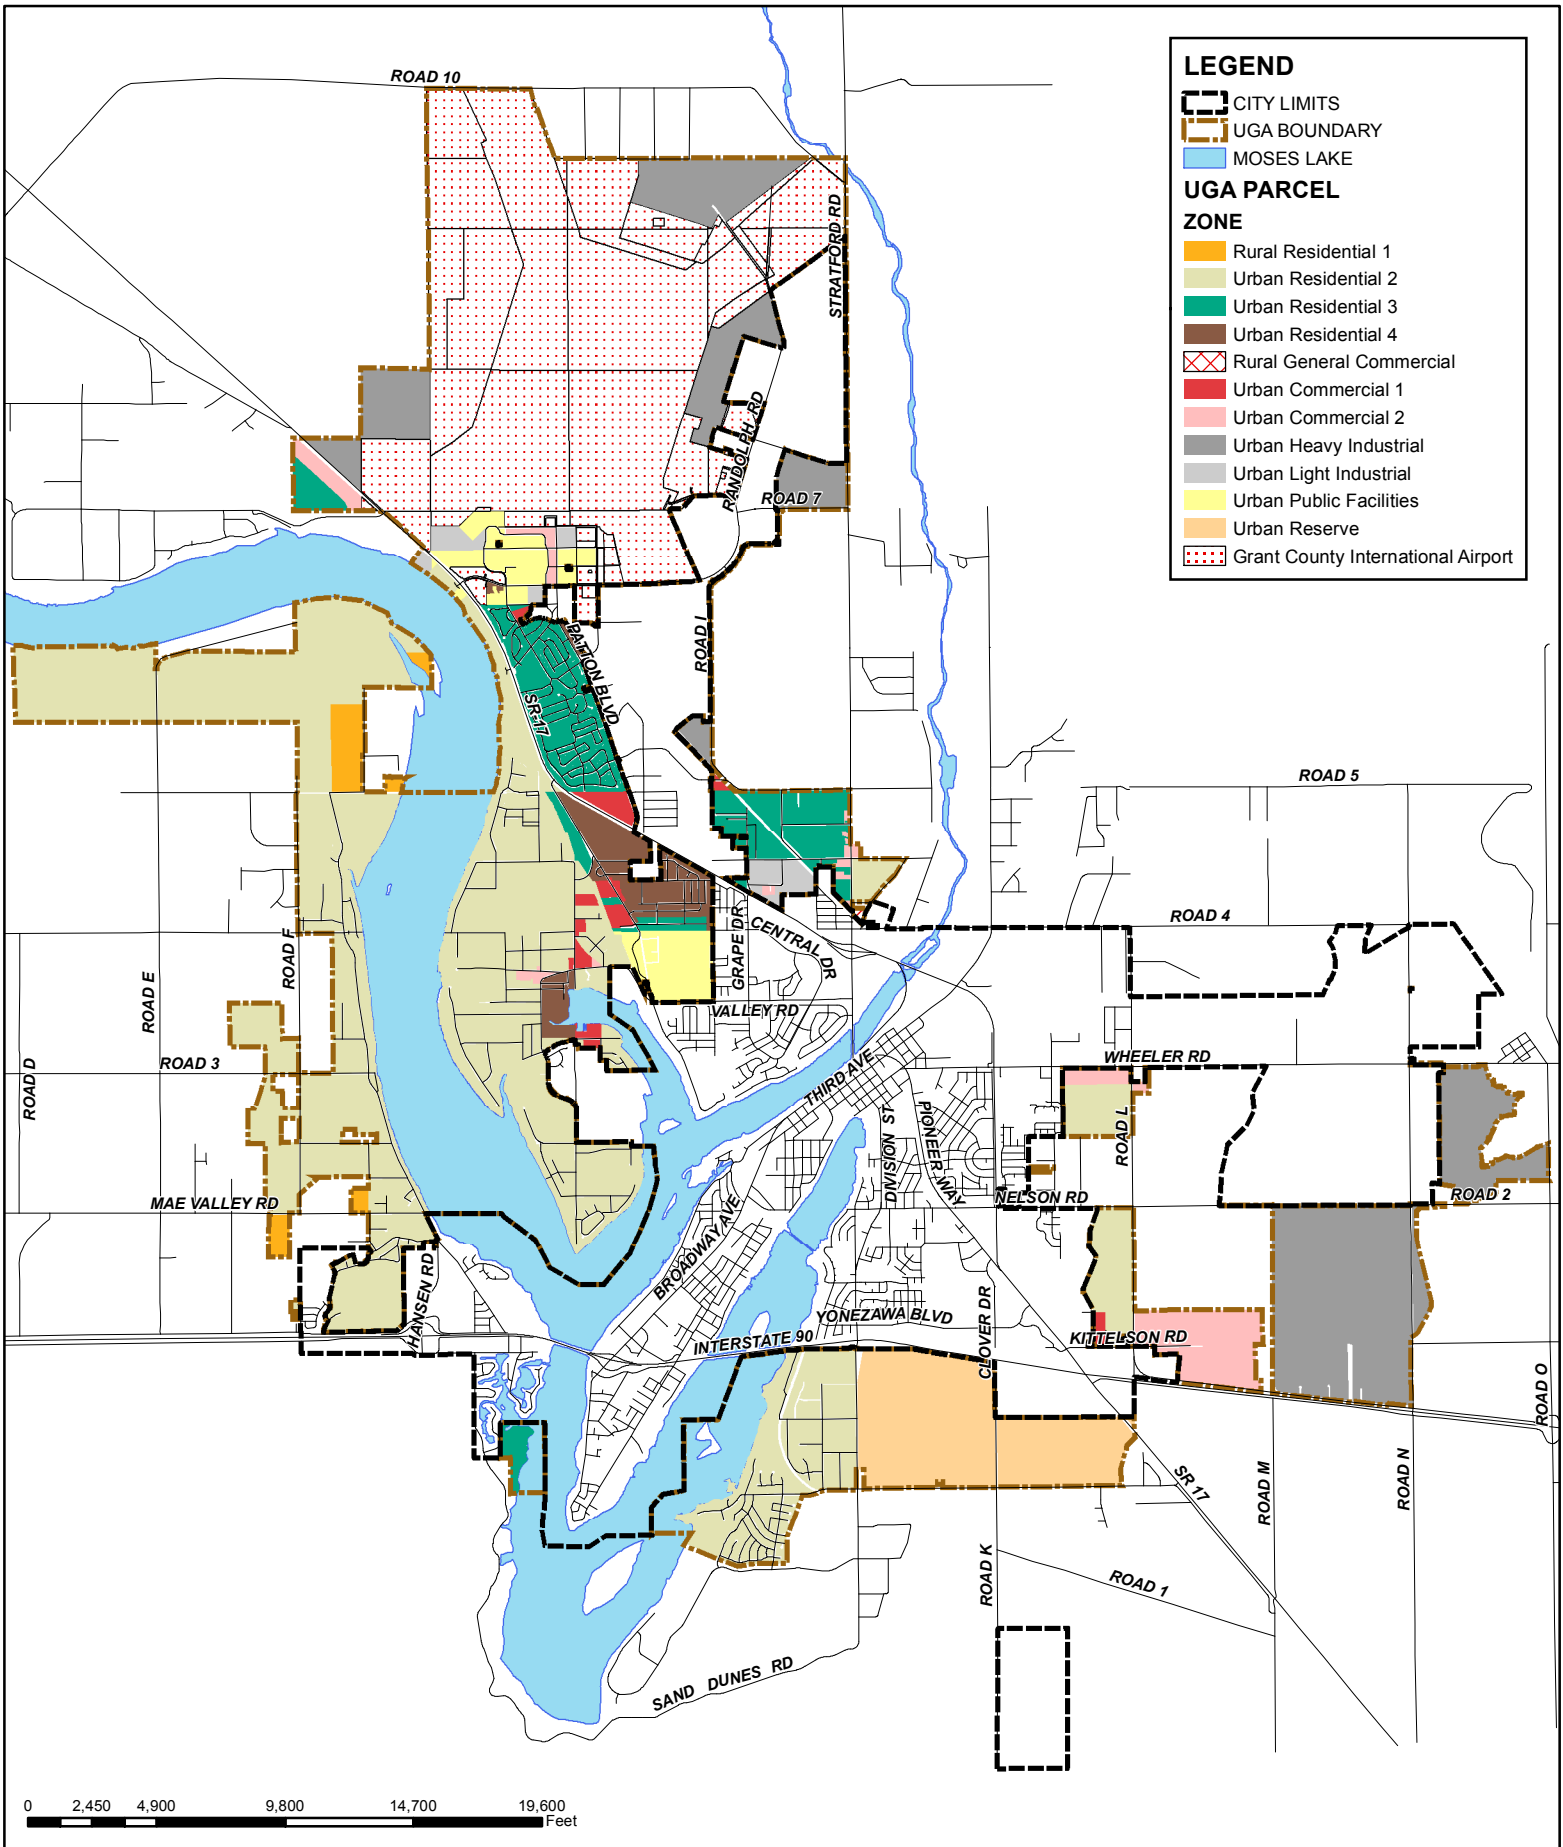 LEGEND
CITY LIMITS
UGA BOUNDARY
MOSES LAKE
UGA PARCEL
ZONE
Rural Residential 1
Urban Residential 2
Urban Residential 3
Urban Residential 4
Rural General Commercial
Urban Commercial 1
Urban Commercial 2
Urban Heavy Industrial
Urban Light Industrial
Urban Public Facilities
Urban Reserve
Grant County International Airport
ROAD 10
STRATFORD RD
RANDOLPH RD
ROAD 7
PATTON BLVD
ROAD I
SR-17
ROAD 5
ROAD 4
GRAPE DR
CENTRAL DR
ROAD F
ROAD E
VALLEY RD
ROAD D
ROAD 3
WHEELER RD
THIRD AVE
DIVISION ST
PIONEER WAY
ROAD L
MAE VALLEY RD
NELSON RD
ROAD 2
BROADWAY AVE
HANSEN RD
YONEZAWA BLVD
INTERSTATE 90
CLOVER DR
KITTELSON RD
ROAD O
SR 17
ROAD M
ROAD N
ROAD K
ROAD 1
SAND DUNES RD
0 2,450 4,900 9,800 14,700 19,600
Feet